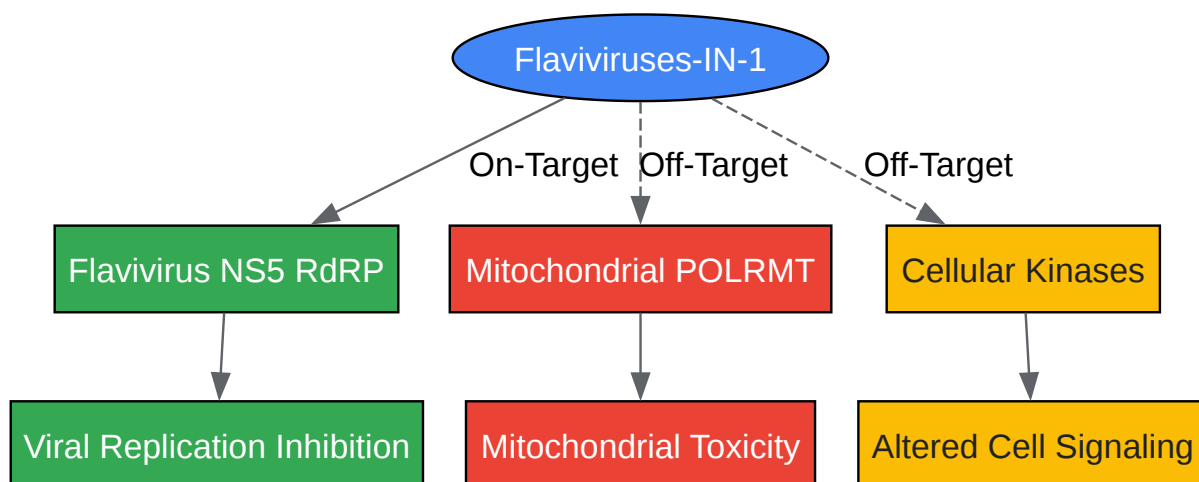 Flaviviruses-IN-1
On-Target
Off-Target
Off-Target
Flavivirus NS5 RdRP
Mitochondrial POLRMT
Cellular Kinases
Viral Replication Inhibition
Mitochondrial Toxicity
Altered Cell Signaling